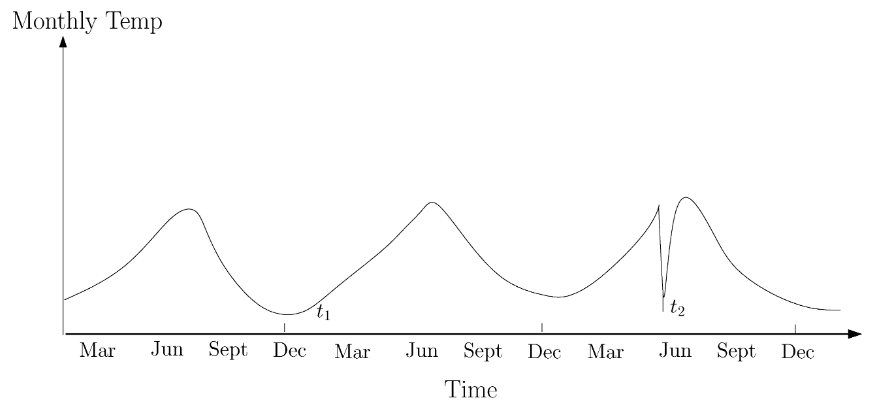 Monthly Temp
t₁
t₂
Mar Jun Sept Dec Mar Jun Sept Dec Mar Jun Sept Dec
Time